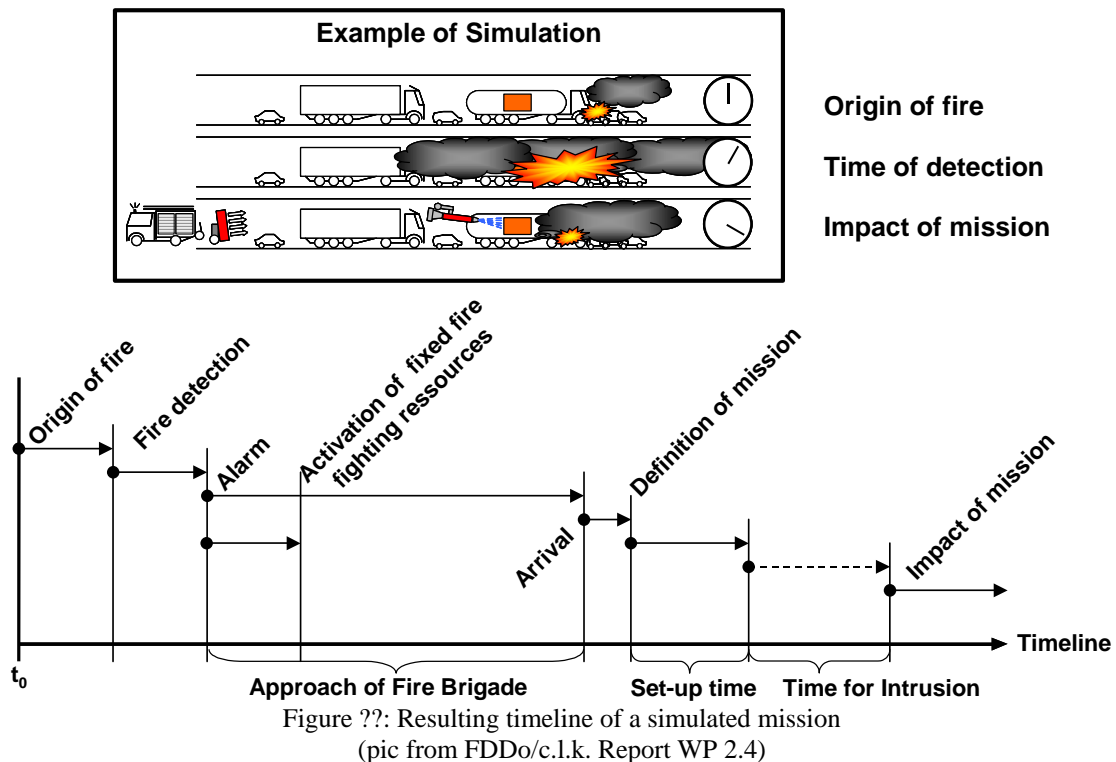 Example of Simulation
Origin of fire
Time of detection
Impact of mission
Origin of fire
Fire detection
Alarm
Activation of fixed fire
fighting ressources
Arrival
Definition of mission
Impact of mission
Timeline
t0
Approach of Fire Brigade
Set-up time
Time for Intrusion
Figure ??: Resulting timeline of a simulated mission
(pic from FDDo/c.l.k. Report WP 2.4)